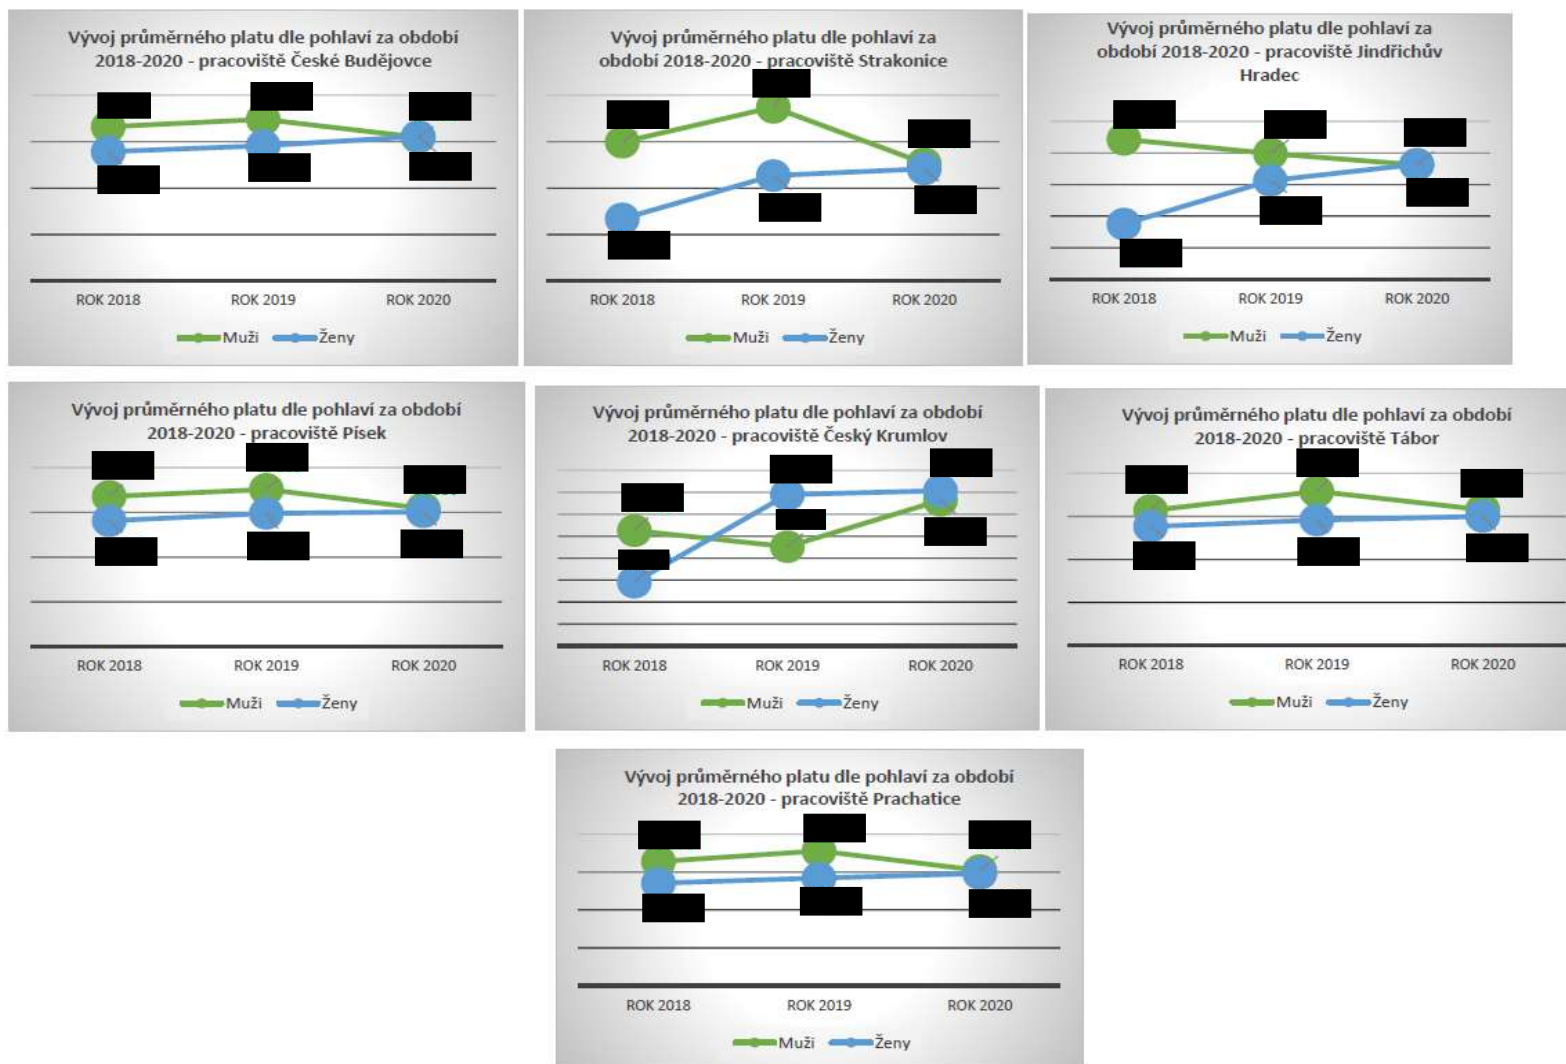 Vývoj průměrného platu dle pohlaví za období
2018-2020 - pracoviště České Budějovce
ROK 2018 ROK 2019 ROK 2020
Muži Ženy
Vývoj průměrného platu dle pohlaví za
období 2018-2020 - pracoviště Strakonice
ROK 2018 ROK 2019 ROK 2020
Muži Ženy
Vývoj průměrného platu dle pohlaví za
období 2018-2020 - pracoviště Jindřichův
Hradec
ROK 2018 ROK 2019 ROK 2020
Muži Ženy
Vývoj průměrného platu dle pohlaví za období
2018-2020 - pracoviště Písek
ROK 2018 ROK 2019 ROK 2020
Muži Ženy
Vývoj průměrného platu dle pohlaví za období
2018-2020 - pracoviště Český Krumlov
ROK 2018 ROK 2019 ROK 2020
Muži Ženy
Vývoj průměrného platu dle pohlaví za období
2018-2020 - pracoviště Tábor
ROK 2018 ROK 2019 ROK 2020
Muži Ženy
Vývoj průměrného platu dle pohlaví za období
2018-2020 - pracoviště Prachatice
ROK 2018 ROK 2019 ROK 2020
Muži Ženy